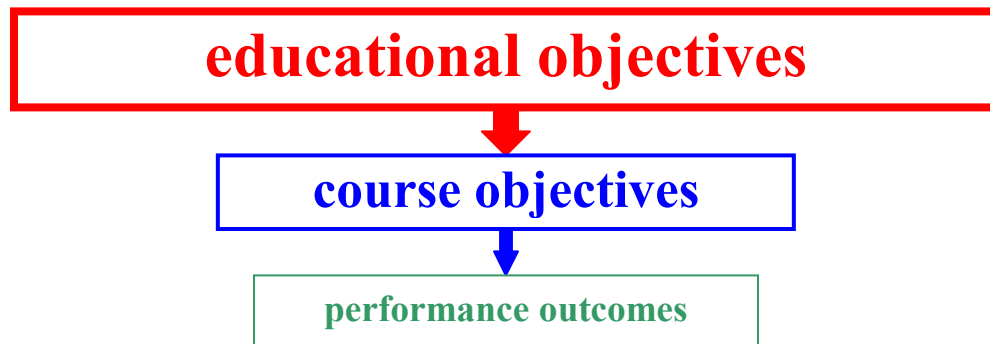 educational objectives
course objectives
performance outcomes